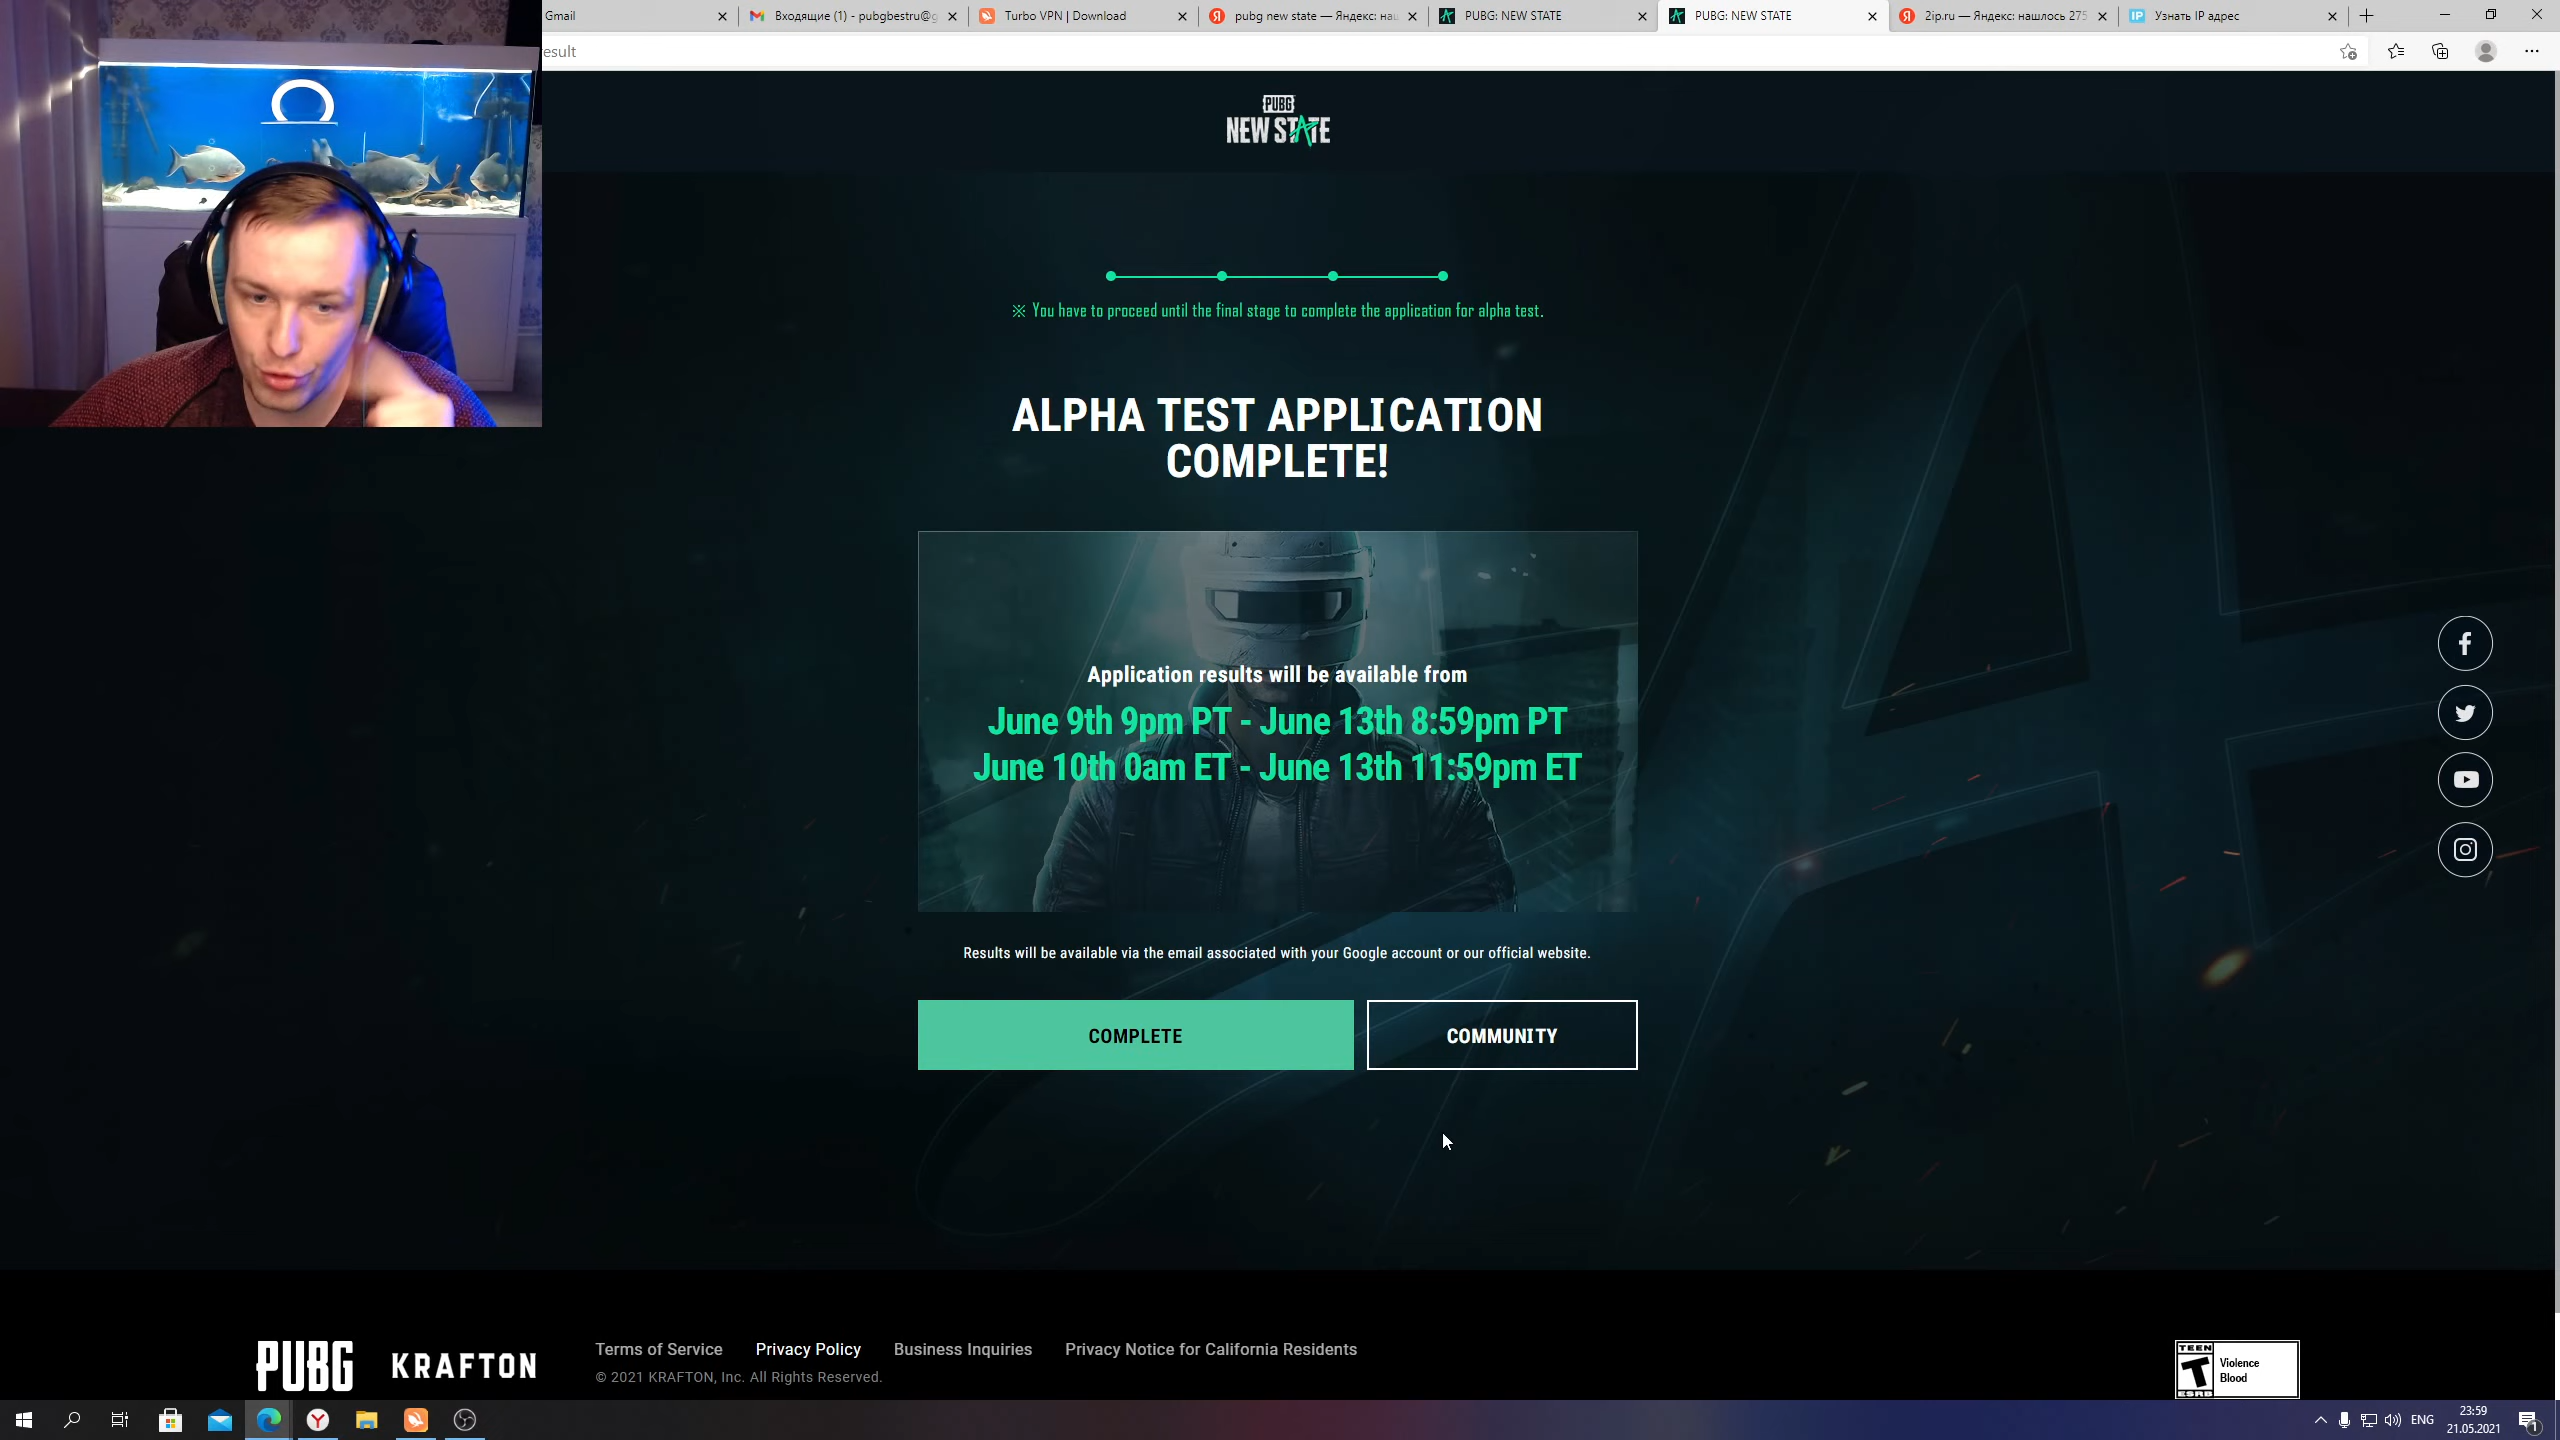 Gmail
Входящие (1) - pubgbestru@g
Turbo VPN | Download
pubg new state — Яндекс: наш
PUBG: NEW STATE
PUBG: NEW STATE
2ip.ru — Яндекс: нашлось 275
Узнать IP адрес
esult
PUBG
NEW STATE
※ You have to proceed until the final stage to complete the application for alpha test.
ALPHA TEST APPLICATION
COMPLETE!
Application results will be available from
June 9th 9pm PT - June 13th 8:59pm PT
June 10th 0am ET - June 13th 11:59pm ET
Results will be available via the email associated with your Google account or our official website.
COMPLETE
COMMUNITY
PUBG
KRAFTON
Terms of Service
Privacy Policy
Business Inquiries
Privacy Notice for California Residents
© 2021 KRAFTON, Inc. All Rights Reserved.
TEEN
T
ESRB
Violence
Blood
ENG
23:59
21.05.2021
1